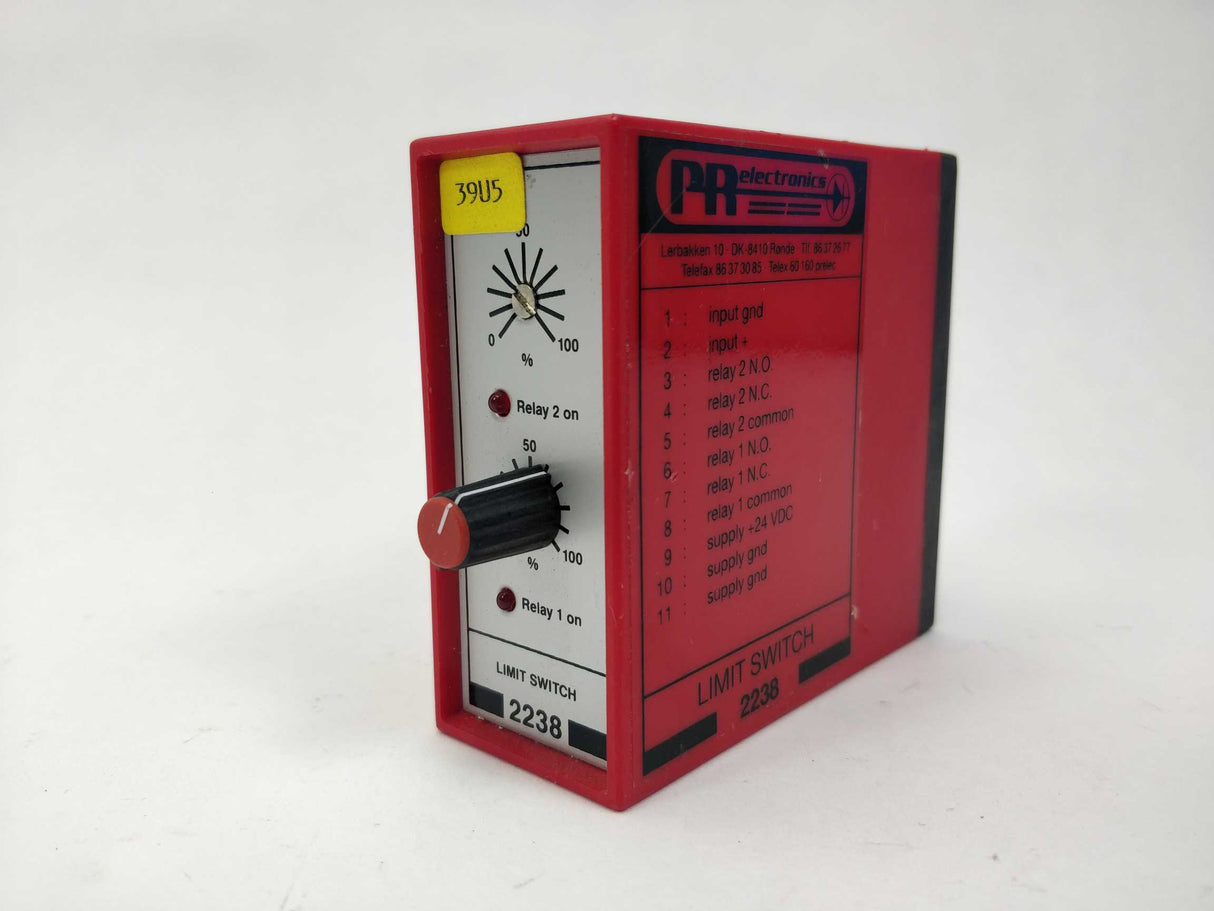 39U5
0
100
%
Relay 2 on
50
100
%
Relay 1 on
LIMIT SWITCH
2238
PR electronics
Lerbakken 10 · DK-8410 Rønde · Tlf. 86 37 26 77
Telefax 86 37 30 85 · Telex 60 160 prelec
1 : input gnd
2 : input +
3 : relay 2 N.O.
4 : relay 2 N.C.
5 : relay 2 common
6 : relay 1 N.O.
7 : relay 1 N.C.
8 : relay 1 common
9 : supply +24 VDC
10 : supply gnd
11 : supply gnd
LIMIT SWITCH
2238